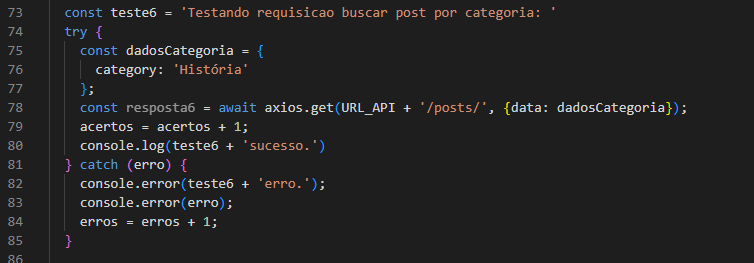 73 const teste6 = 'Testando requisicao buscar post por categoria: '
74 try {
75 const dadosCategoria = {
76 category: 'História'
77 };
78 const resposta6 = await axios.get(URL_API + '/posts/', {data: dadosCategoria});
79 acertos = acertos + 1;
80 console.log(teste6 + 'sucesso.')
81 } catch (erro) {
82 console.error(teste6 + 'erro.');
83 console.error(erro);
84 erros = erros + 1;
85 }
86